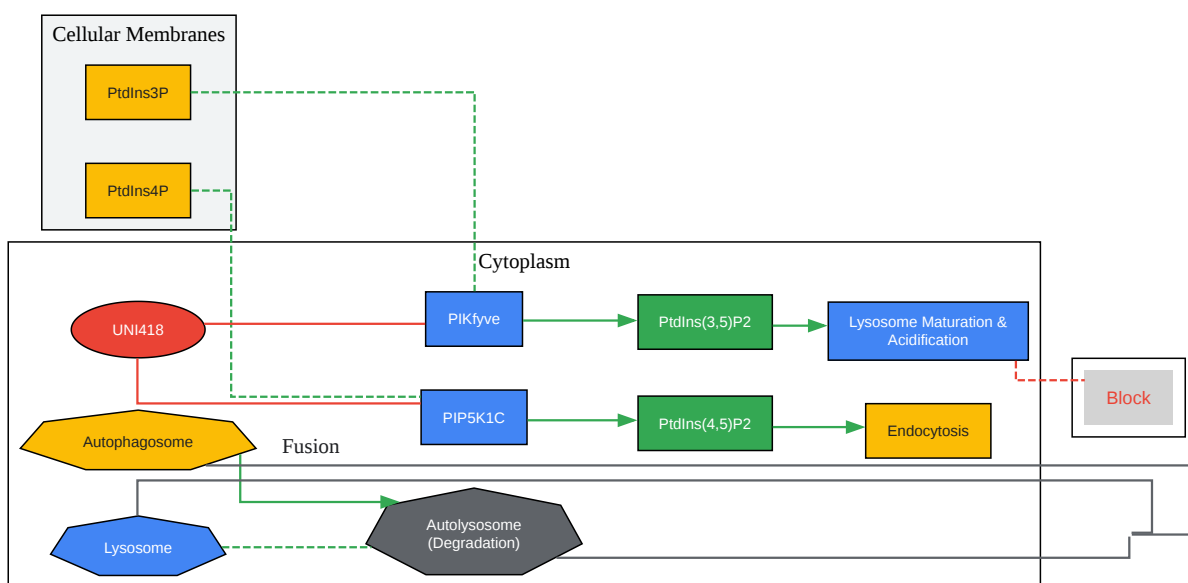 Cellular Membranes
PtdIns3P
PtdIns4P
Cytoplasm
UNI418
PIKfyve
PtdIns(3,5)P2
Lysosome Maturation &
Acidification
Block
PIP5K1C
PtdIns(4,5)P2
Endocytosis
Autophagosome
Fusion
Autolysosome
(Degradation)
Lysosome